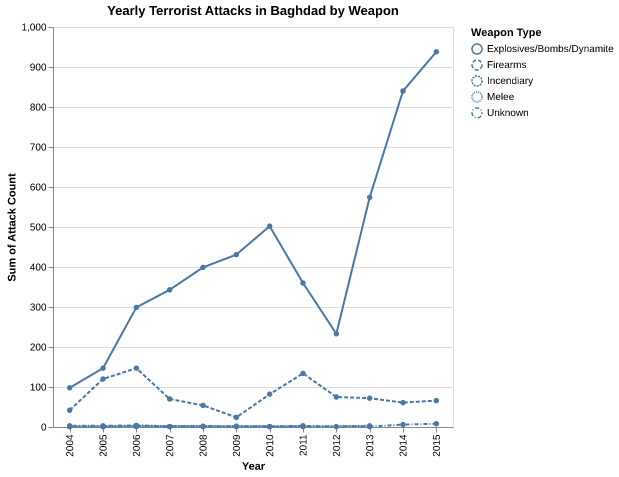 Yearly Terrorist Attacks in Baghdad by Weapon
1,000
900
800
700
600
500
400
300
200
100
0
Sum of Attack Count
2004
2005
2006
2007
2008
2009
2010
2011
2012
2013
2014
2015
Year
Weapon Type
Explosives/Bombs/Dynamite
Firearms
Incendiary
Melee
Unknown